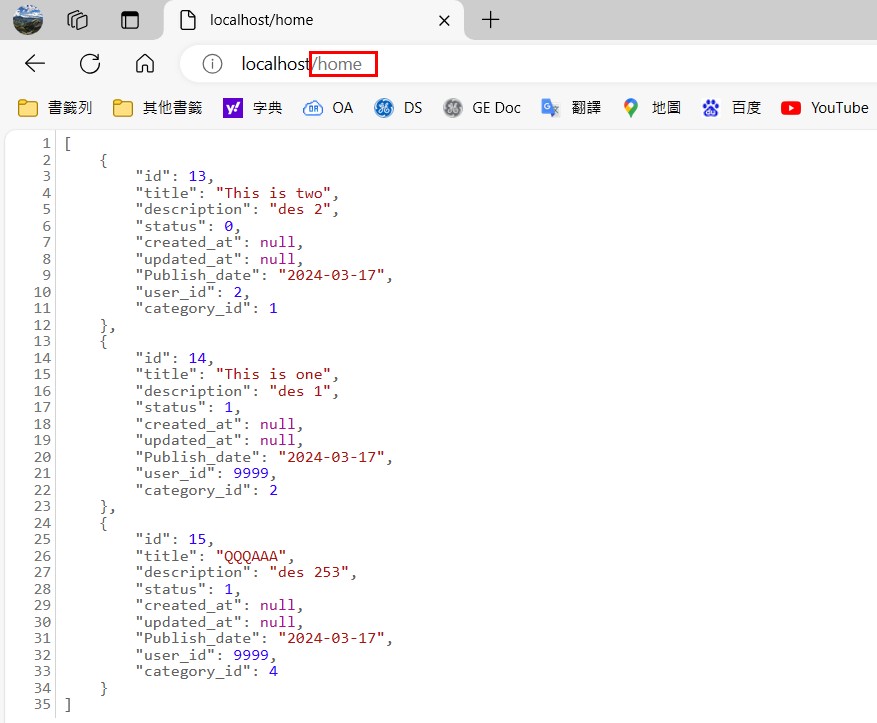 localhost/home
localhost/home
書籤列 其他書籤 字典 OA DS GE Doc 翻譯 地圖 百度 YouTube
1 [
2 {
3 "id": 13,
4 "title": "This is two",
5 "description": "des 2",
6 "status": 0,
7 "created_at": null,
8 "updated_at": null,
9 "Publish_date": "2024-03-17",
10 "user_id": 2,
11 "category_id": 1
12 },
13 {
14 "id": 14,
15 "title": "This is one",
16 "description": "des 1",
17 "status": 1,
18 "created_at": null,
19 "updated_at": null,
20 "Publish_date": "2024-03-17",
21 "user_id": 9999,
22 "category_id": 2
23 },
24 {
25 "id": 15,
26 "title": "QQQAAA",
27 "description": "des 253",
28 "status": 1,
29 "created_at": null,
30 "updated_at": null,
31 "Publish_date": "2024-03-17",
32 "user_id": 9999,
33 "category_id": 4
34 }
35 ]